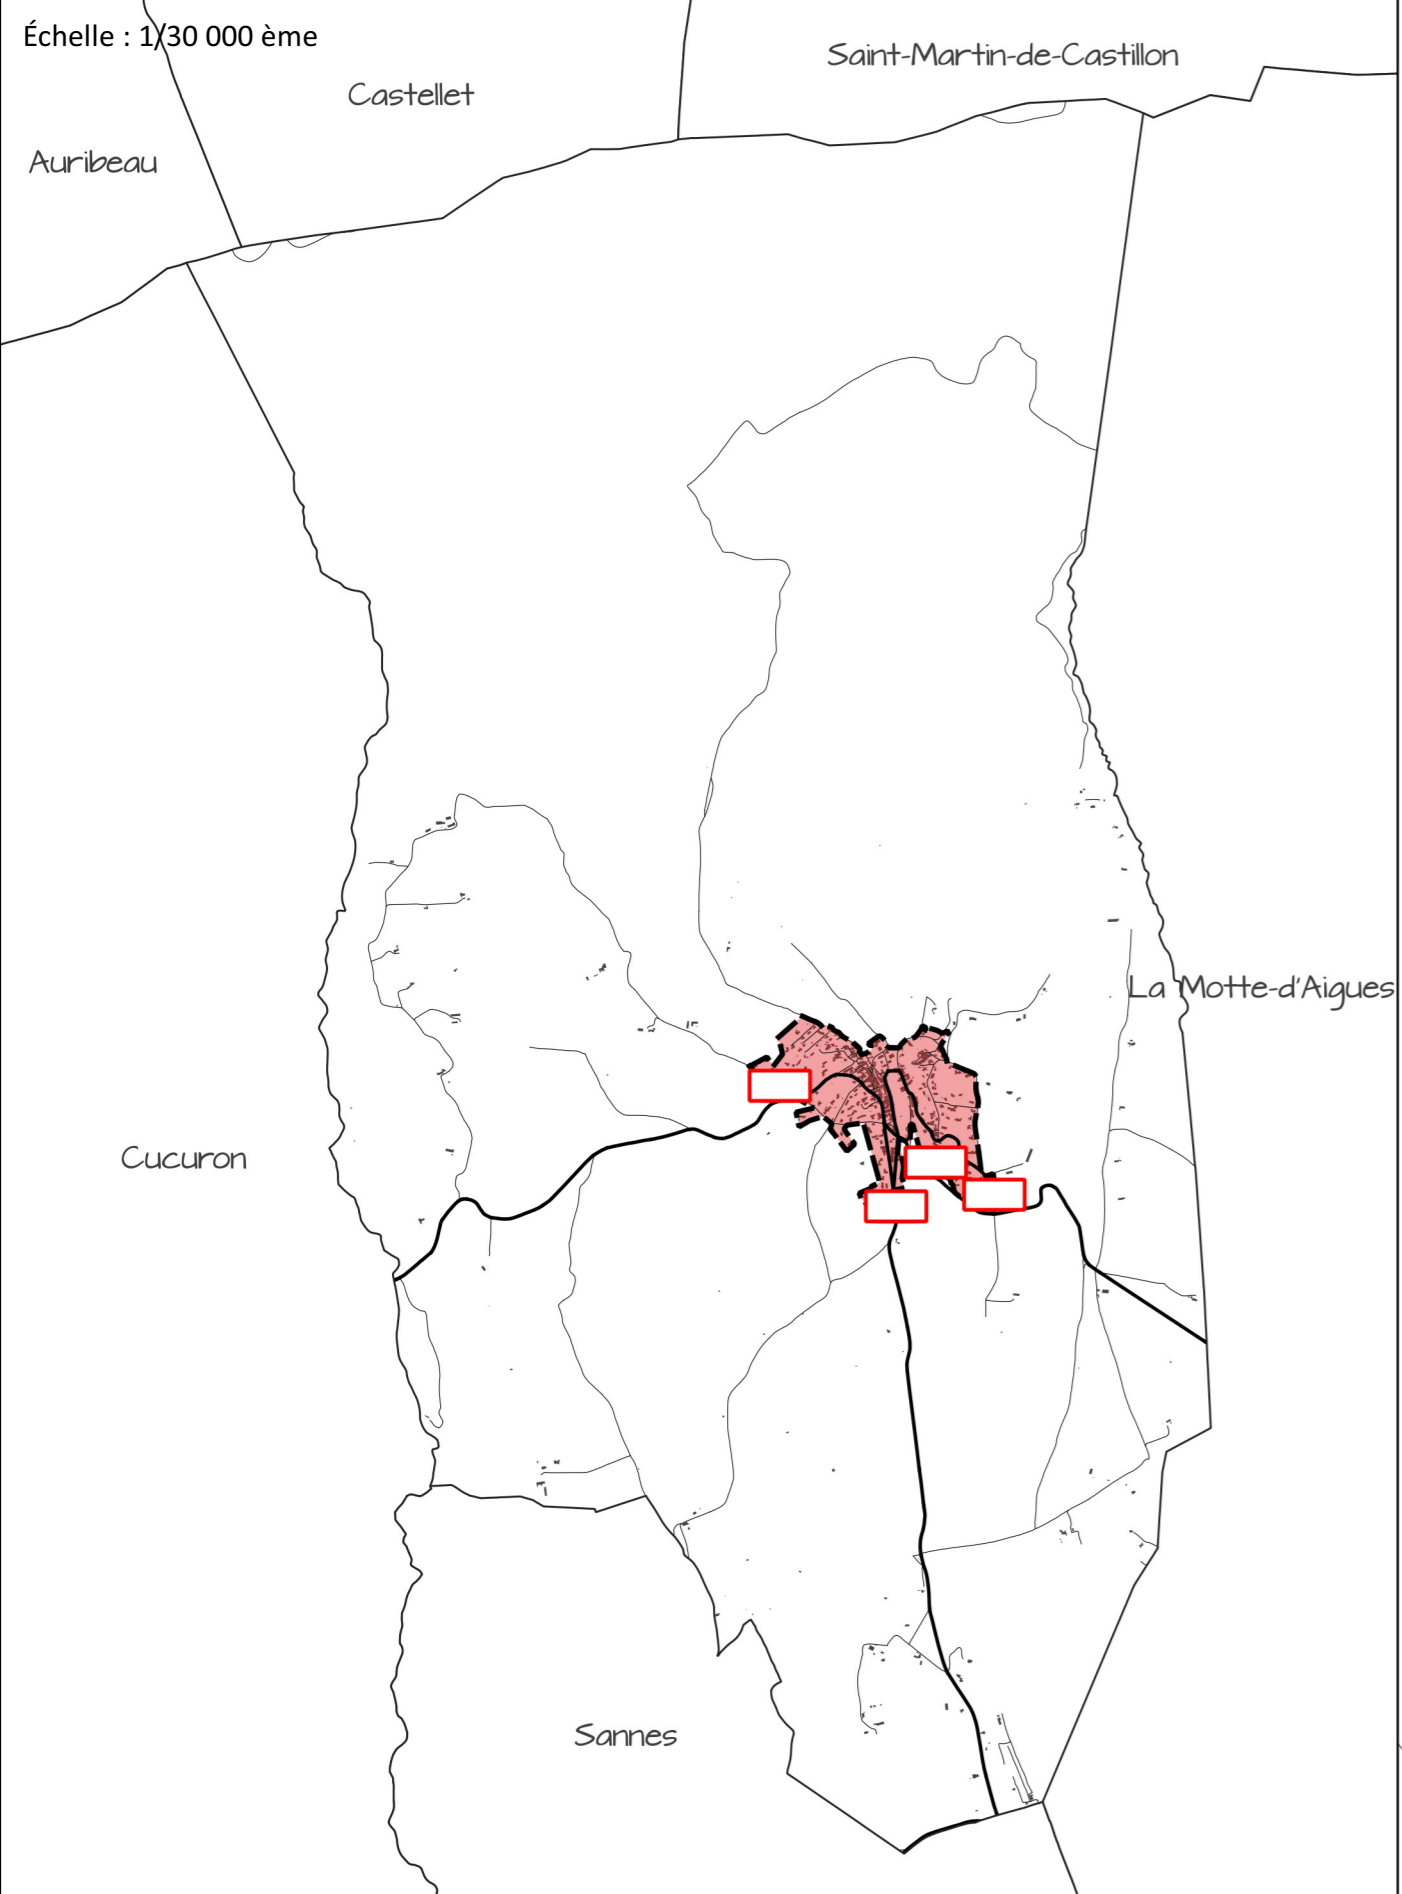 Échelle : 1/30 000 ème
Saint-Martin-de-Castillon
Castellet
Auribeau
La Motte-d'Aigues
Cucuron
Sannes